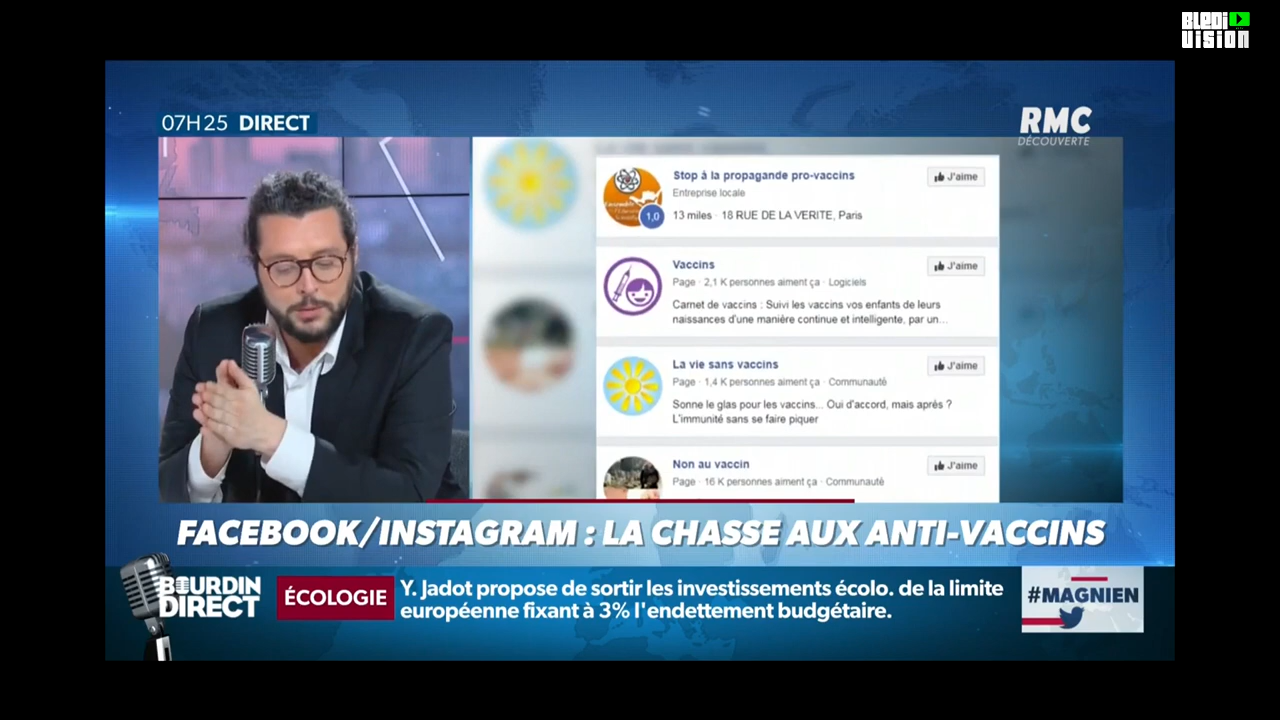 BLEDI
VISION
07H25 DIRECT
RMC
DÉCOUVERTE
Stop à la propagande pro-vaccins
J'aime
Entreprise locale
1,0
13 miles · 18 RUE DE LA VERITE, Paris
Vaccins
J'aime
Page · 2,1 K personnes aiment ça · Logiciels
Carnet de vaccins : Suivi les vaccins vos enfants de leurs
naissances d'une manière continue et intelligente, par un...
La vie sans vaccins
J'aime
Page · 1,4 K personnes aiment ça · Communauté
Sonne le glas pour les vaccins... Oui d'accord, mais après ?
L'immunité sans se faire piquer
Non au vaccin
J'aime
Page · 16 K personnes aiment ça · Communauté
FACEBOOK/INSTAGRAM : LA CHASSE AUX ANTI-VACCINS
BOURDIN
DIRECT
ÉCOLOGIE
Y. Jadot propose de sortir les investissements écolo. de la limite
européenne fixant à 3% l'endettement budgétaire.
#MAGNIEN